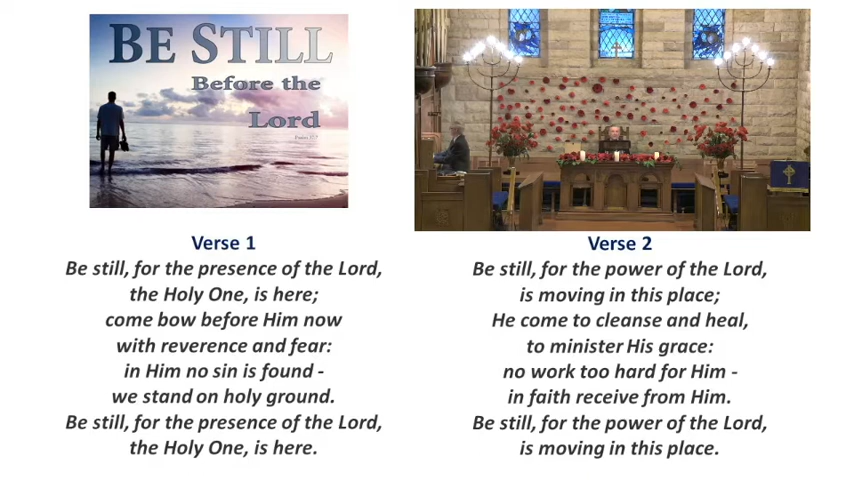 BE STILL
Before the
Lord
Verse 1
Be still, for the presence of the Lord,
the Holy One, is here;
come bow before Him now
with reverence and fear:
in Him no sin is found -
we stand on holy ground.
Be still, for the presence of the Lord,
the Holy One, is here.
Verse 2
Be still, for the power of the Lord,
is moving in this place;
He come to cleanse and heal,
to minister His grace:
no work too hard for Him -
in faith receive from Him.
Be still, for the power of the Lord,
is moving in this place.